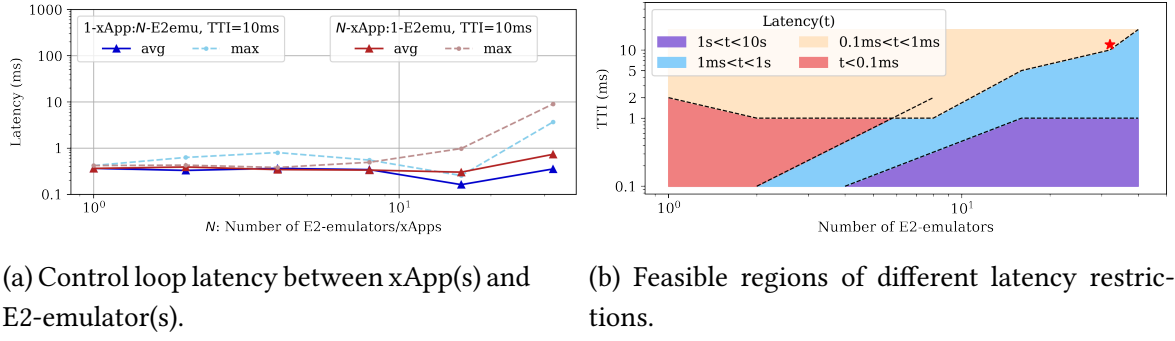 1000
100
10
1
0.1
Latency (ms)
1-xApp:N-E2emu, TTI=10ms
avg
max
N-xApp:1-E2emu, TTI=10ms
avg
max
10⁰
10¹
N: Number of E2-emulators/xApps
10
5
2
1
0.1
TTI (ms)
Latency(t)
1s<t<10s
1ms<t<1s
0.1ms<t<1ms
t<0.1ms
10⁰
10¹
Number of E2-emulators
(a) Control loop latency between xApp(s) and
E2-emulator(s).
(b) Feasible regions of different latency restric-
tions.